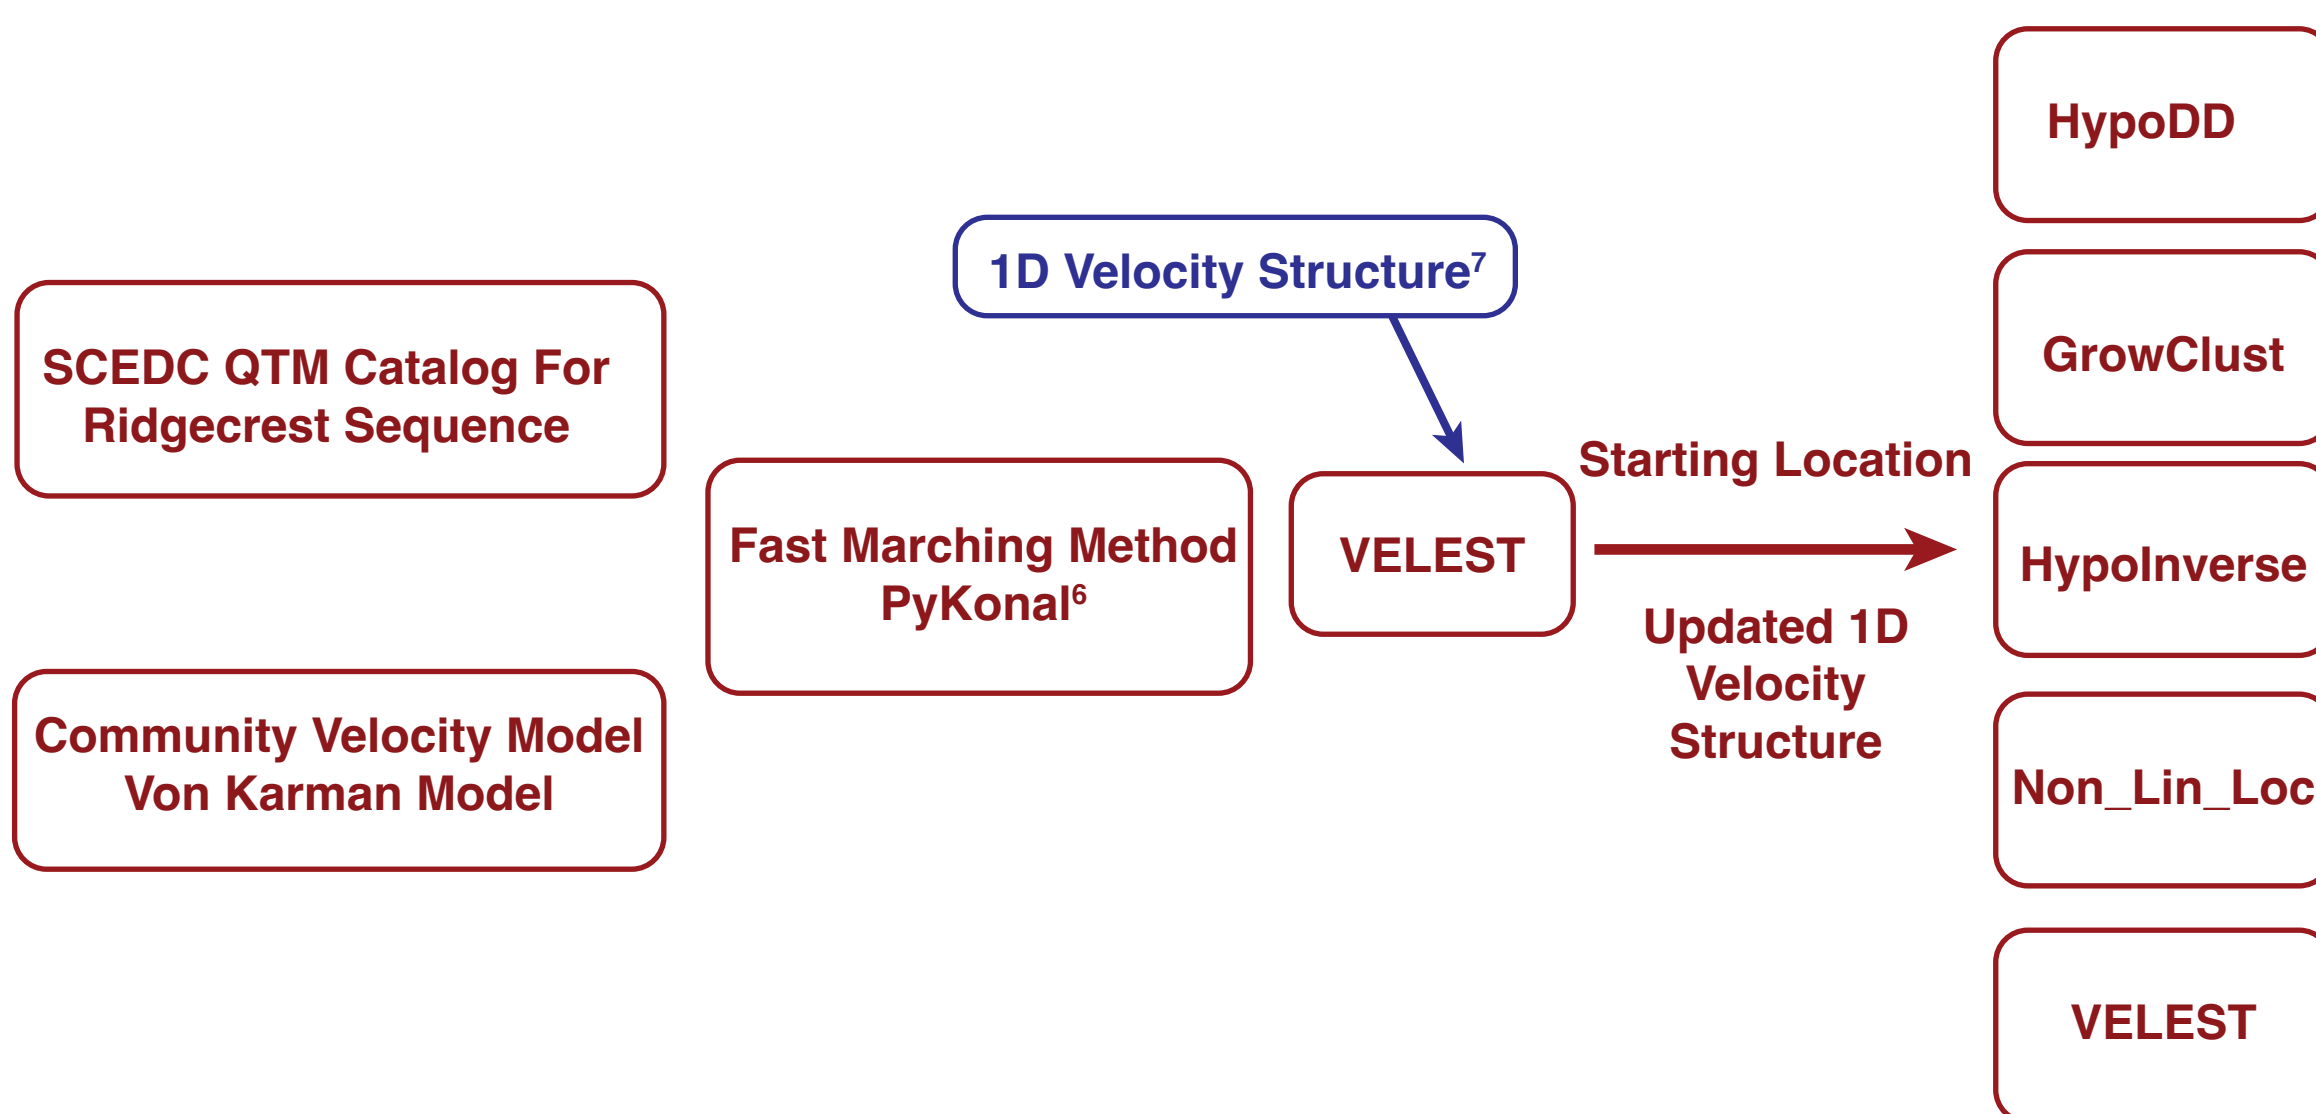 SCEDC QTM Catalog For
Ridgecrest Sequence
Community Velocity Model
Von Karman Model
Fast Marching Method
PyKonal⁶
1D Velocity Structure⁷
VELEST
Starting Location
Updated 1D
Velocity
Structure
HypoDD
GrowClust
HypoInverse
Non_Lin_Loc
VELEST